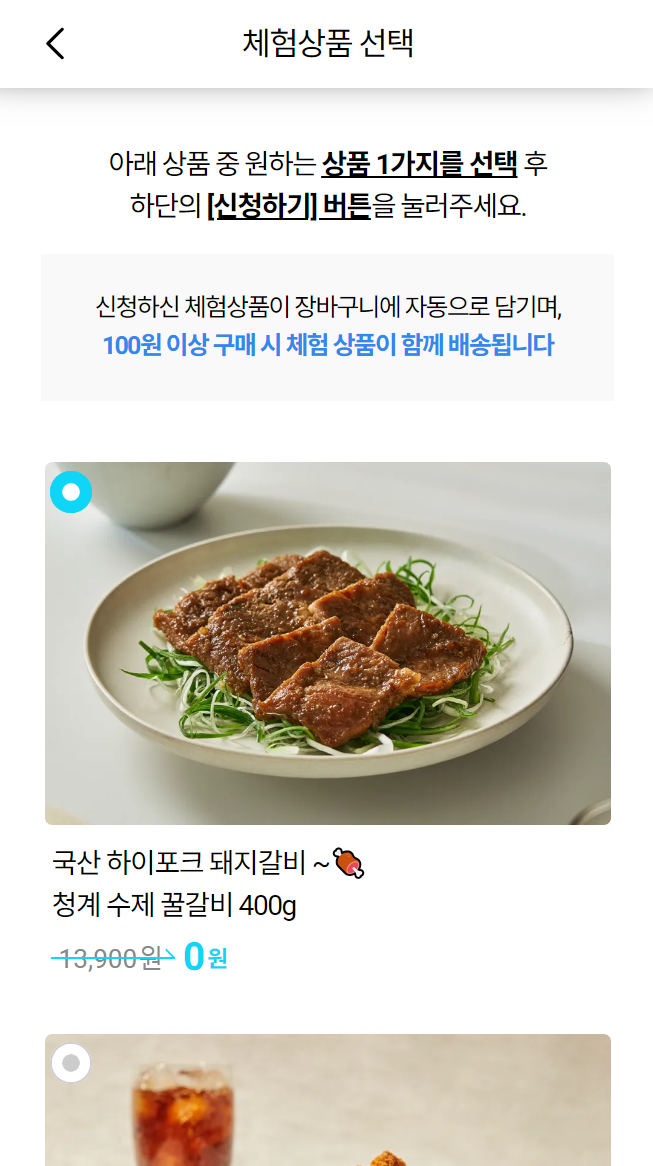 체험상품 선택
아래 상품 중 원하는 상품 1가지를 선택 후
하단의 [신청하기] 버튼을 눌러주세요.
신청하신 체험상품이 장바구니에 자동으로 담기며,
100원 이상 구매 시 체험 상품이 함께 배송됩니다
국산 하이포크 돼지갈비 ~🍖
청계 수제 꿀갈비 400g
13,900원 0원